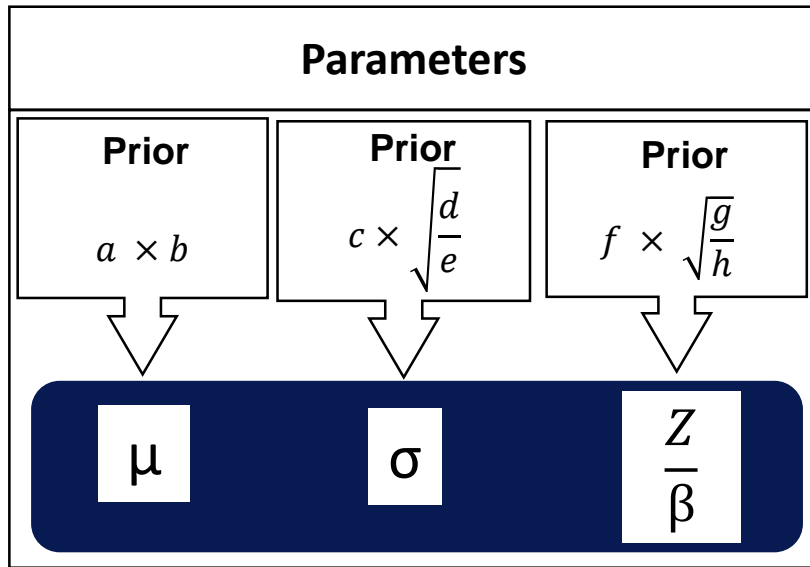 Parameters
Prior Prior Prior
a × b c × √(d/e) f × √(g/h)
μ σ Z/β